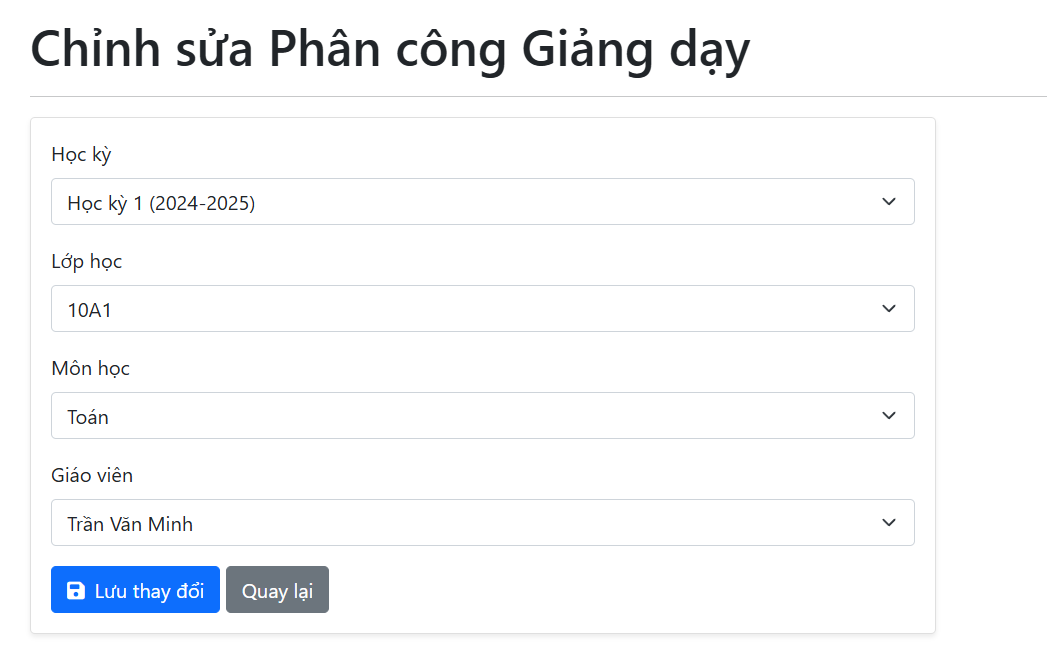 Chỉnh sửa Phân công Giảng dạy
Học kỳ
Học kỳ 1 (2024-2025)
Lớp học
10A1
Môn học
Toán
Giáo viên
Trần Văn Minh
Lưu thay đổi
Quay lại